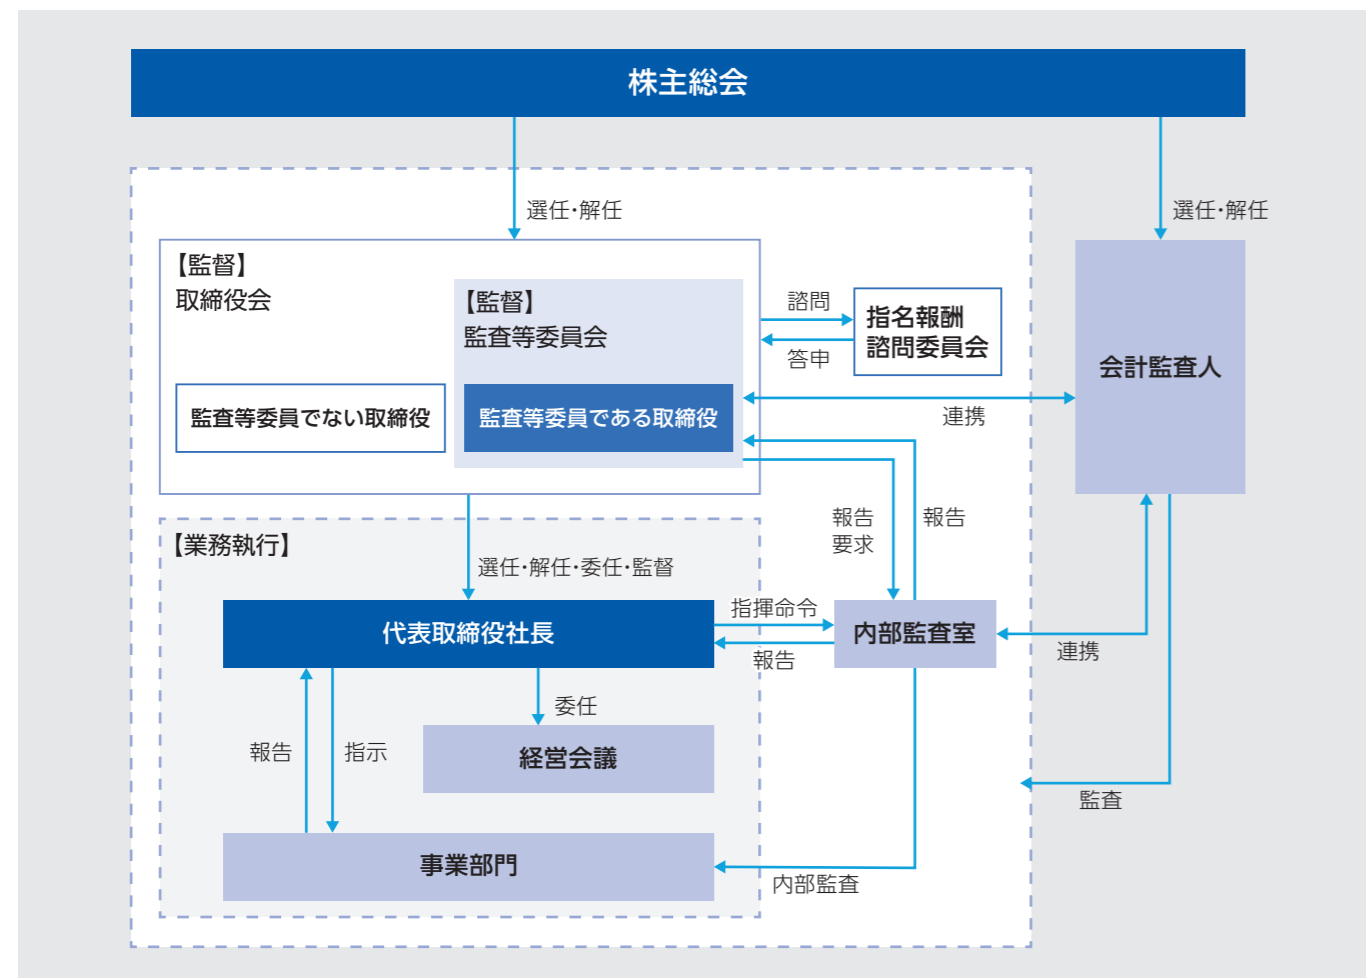 株主総会
選任・解任
選任・解任
【監督】
取締役会
【監督】
監査等委員会
監査等委員でない取締役
監査等委員である取締役
諮問
答申
指名報酬
諮問委員会
会計監査人
連携
報告
要求
報告
【業務執行】
選任・解任・委任・監督
代表取締役社長
指揮命令
報告
内部監査室
連携
委任
報告
指示
経営会議
監査
事業部門
内部監査